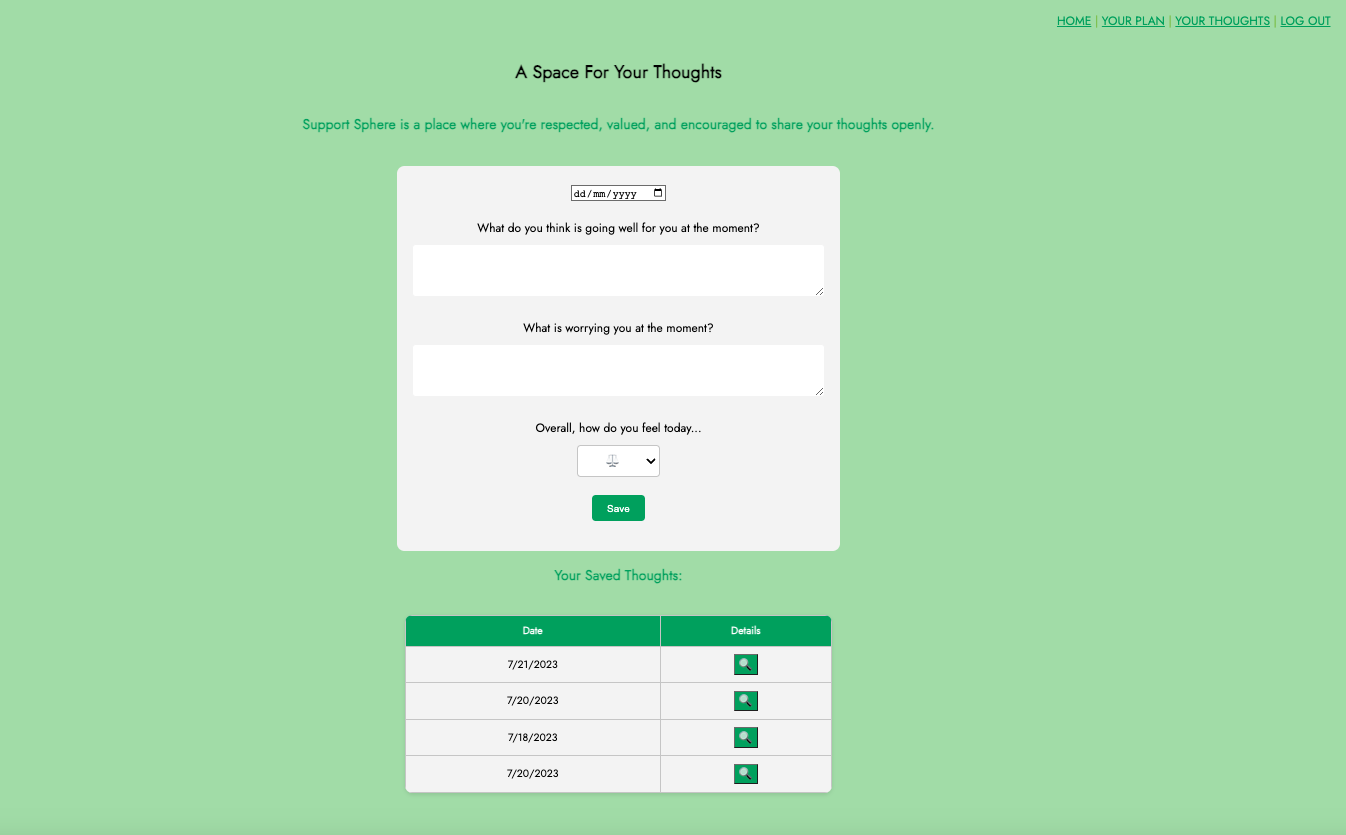 HOME | YOUR PLAN | YOUR THOUGHTS | LOG OUT
A Space For Your Thoughts
Support Sphere is a place where you're respected, valued, and encouraged to share your thoughts openly.
dd/mm/yyyy
What do you think is going well for you at the moment?
What is worrying you at the moment?
Overall, how do you feel today...
Save
Your Saved Thoughts:
Date Details
7/21/2023
7/20/2023
7/18/2023
7/20/2023